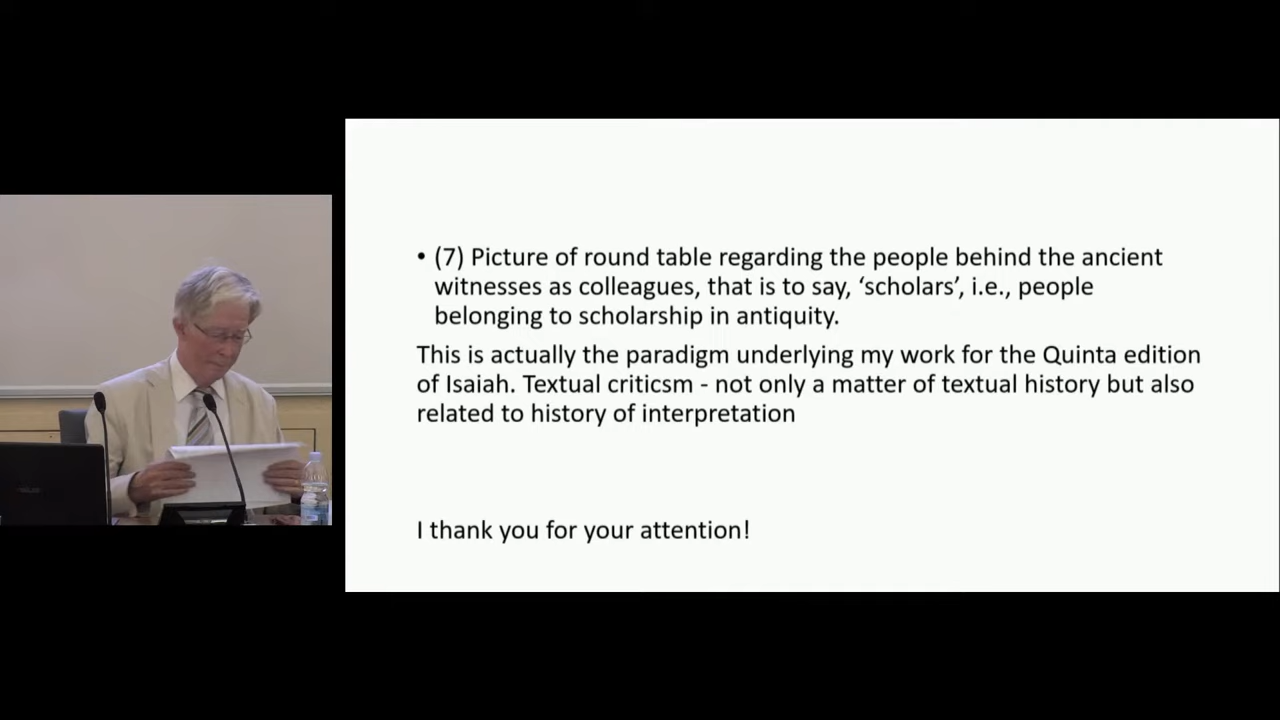 • (7) Picture of round table regarding the people behind the ancient
witnesses as colleagues, that is to say, ‘scholars’, i.e., people
belonging to scholarship in antiquity.
This is actually the paradigm underlying my work for the Quinta edition
of Isaiah. Textual criticsm - not only a matter of textual history but also
related to history of interpretation
I thank you for your attention!